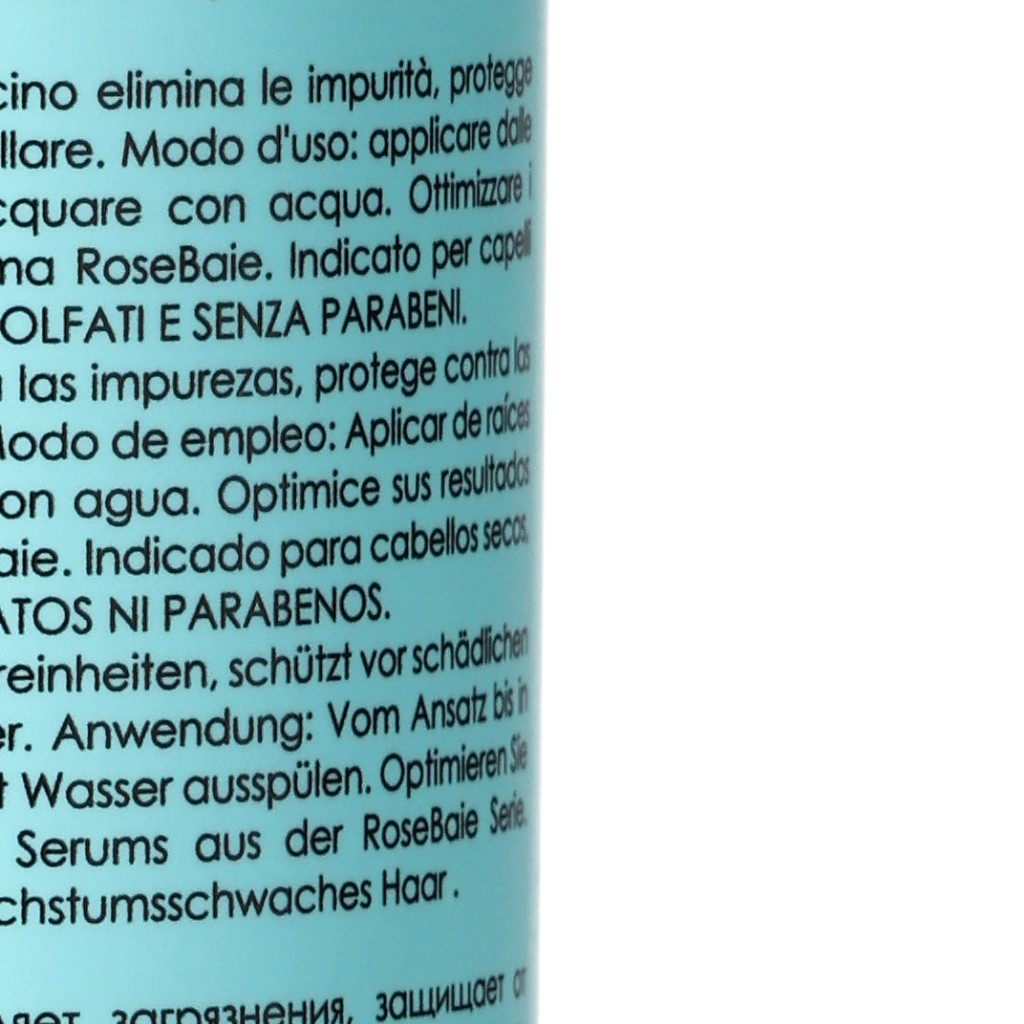 cino elimina le impurità, protegge
llare. Modo d'uso: applicare dalle
cquare con acqua. Ottimizzare i
na RoseBaie. Indicato per capelli
OLFATI E SENZA PARABENI.
las impurezas, protege contra las
Modo de empleo: Aplicar de raíces
on agua. Optimice sus resultados
aie. Indicado para cabellos secos,
ATOS NI PARABENOS.
reinheiten, schützt vor schädlichen
er. Anwendung: Vom Ansatz bis in
t Wasser ausspülen. Optimieren Sie
Serums aus der RoseBaie Serie.
chstumsschwaches Haar .
ляет загрязнения, защищает от